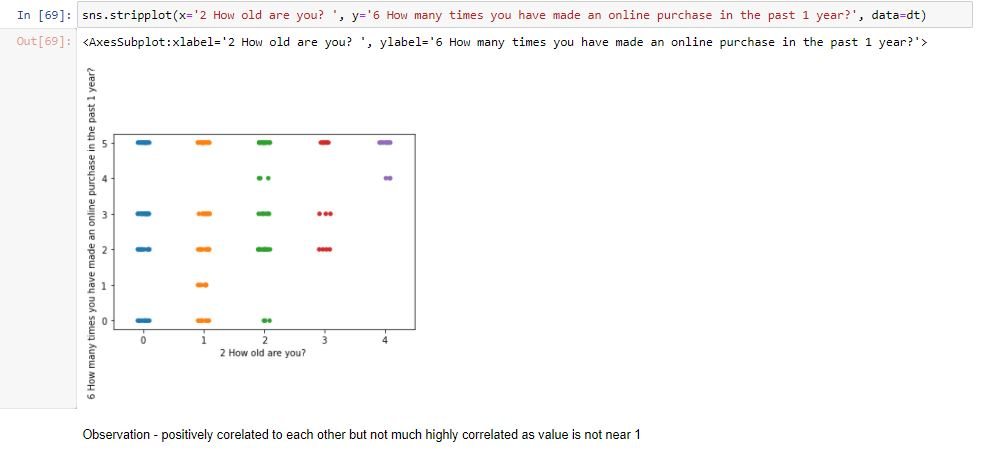 In [69]: sns.stripplot(x='2 How old are you? ', y='6 How many times you have made an online purchase in the past 1 year?', data=dt)
Out[69]: <AxesSubplot:xlabel='2 How old are you? ', ylabel='6 How many times you have made an online purchase in the past 1 year?'>
6 How many times you have made an online purchase in the past 1 year?
5
4
3
2
1
0
0 1 2 3 4
2 How old are you?
Observation - positively corelated to each other but not much highly correlated as value is not near 1